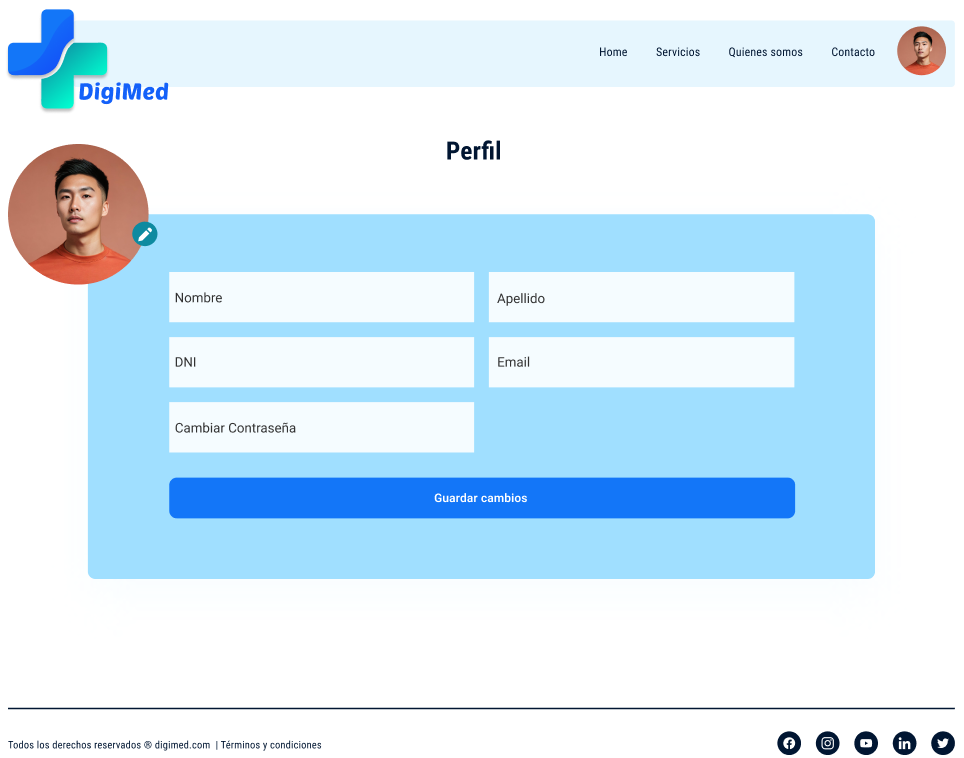 Home Servicios Quienes somos Contacto
DigiMed
Perfil
Nombre Apellido
DNI Email
Cambiar Contraseña
Guardar cambios
Todos los derechos reservados ® digimed.com | Términos y condiciones